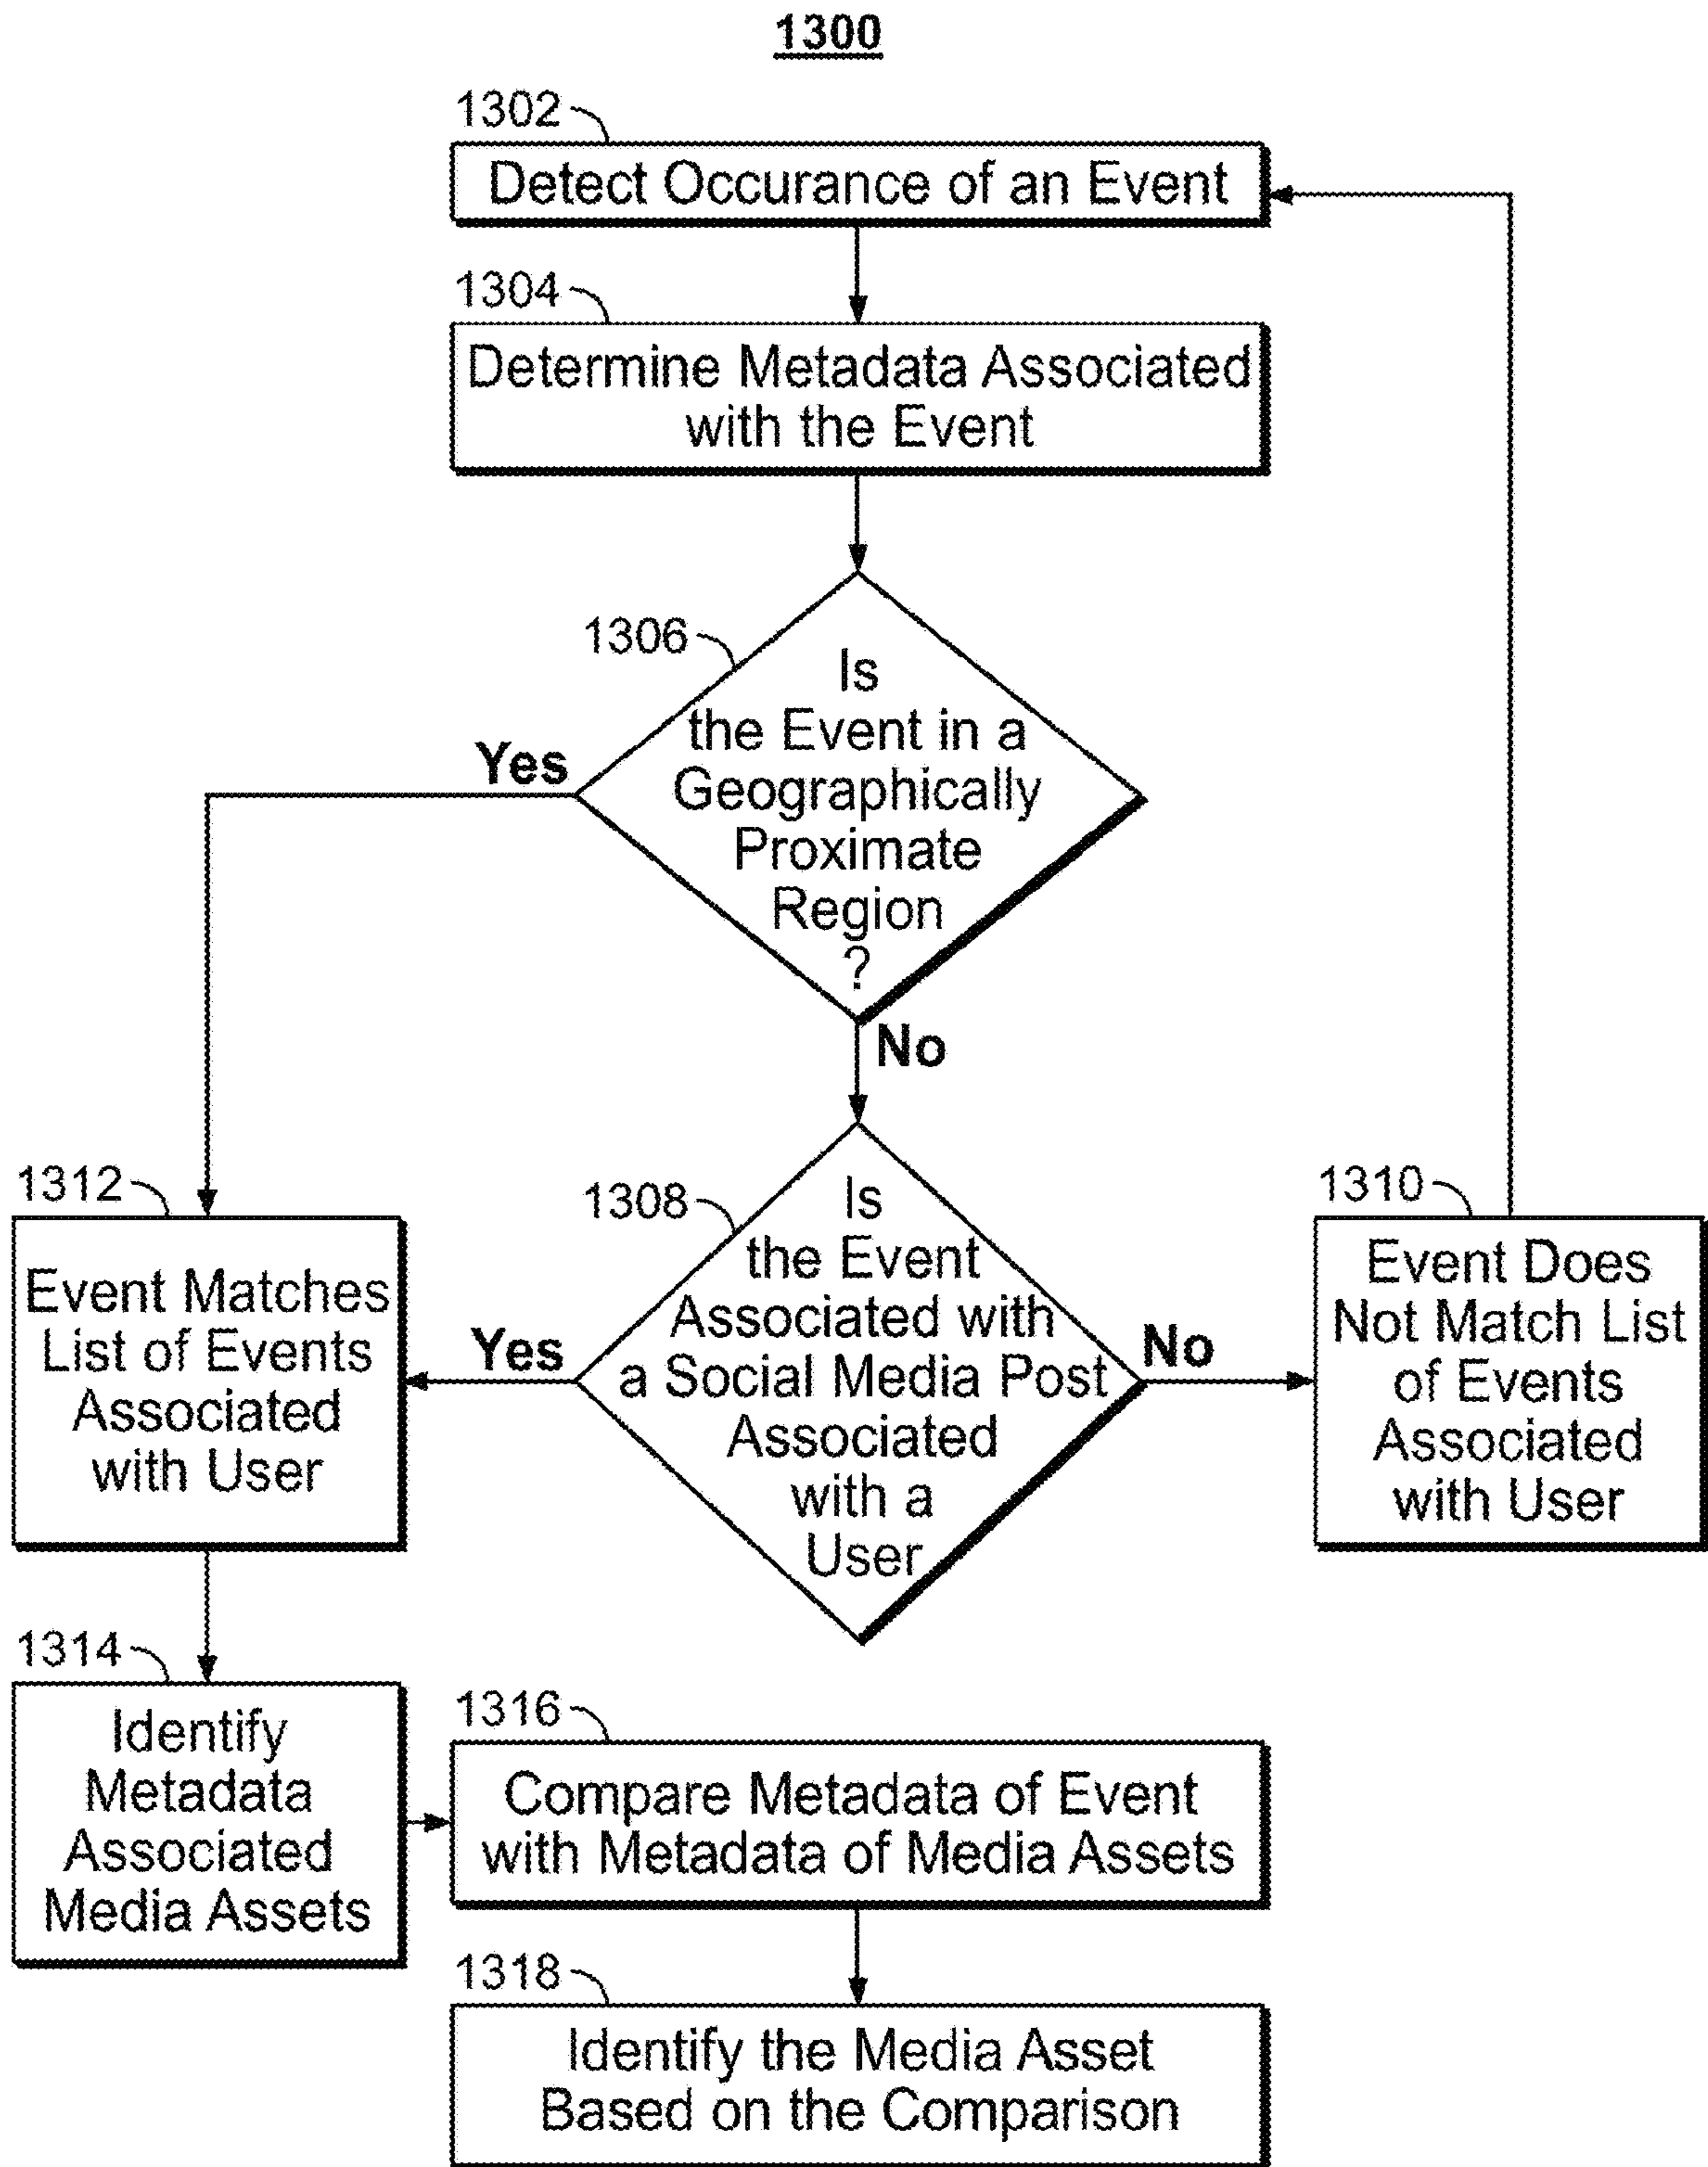 1300
1302
Detect Occurance of an Event
1304
Determine Metadata Associated
with the Event
1306
Is
the Event in a
Geographically
Proximate
Region
?
Yes
No
1312
Event Matches
List of Events
Associated
with User
1308
Is
the Event
Associated with
a Social Media Post
Associated
with a
User
Yes
No
1310
Event Does
Not Match List
of Events
Associated
with User
1314
Identify
Metadata
Associated
Media Assets
1316
Compare Metadata of Event
with Metadata of Media Assets
1318
Identify the Media Asset
Based on the Comparison